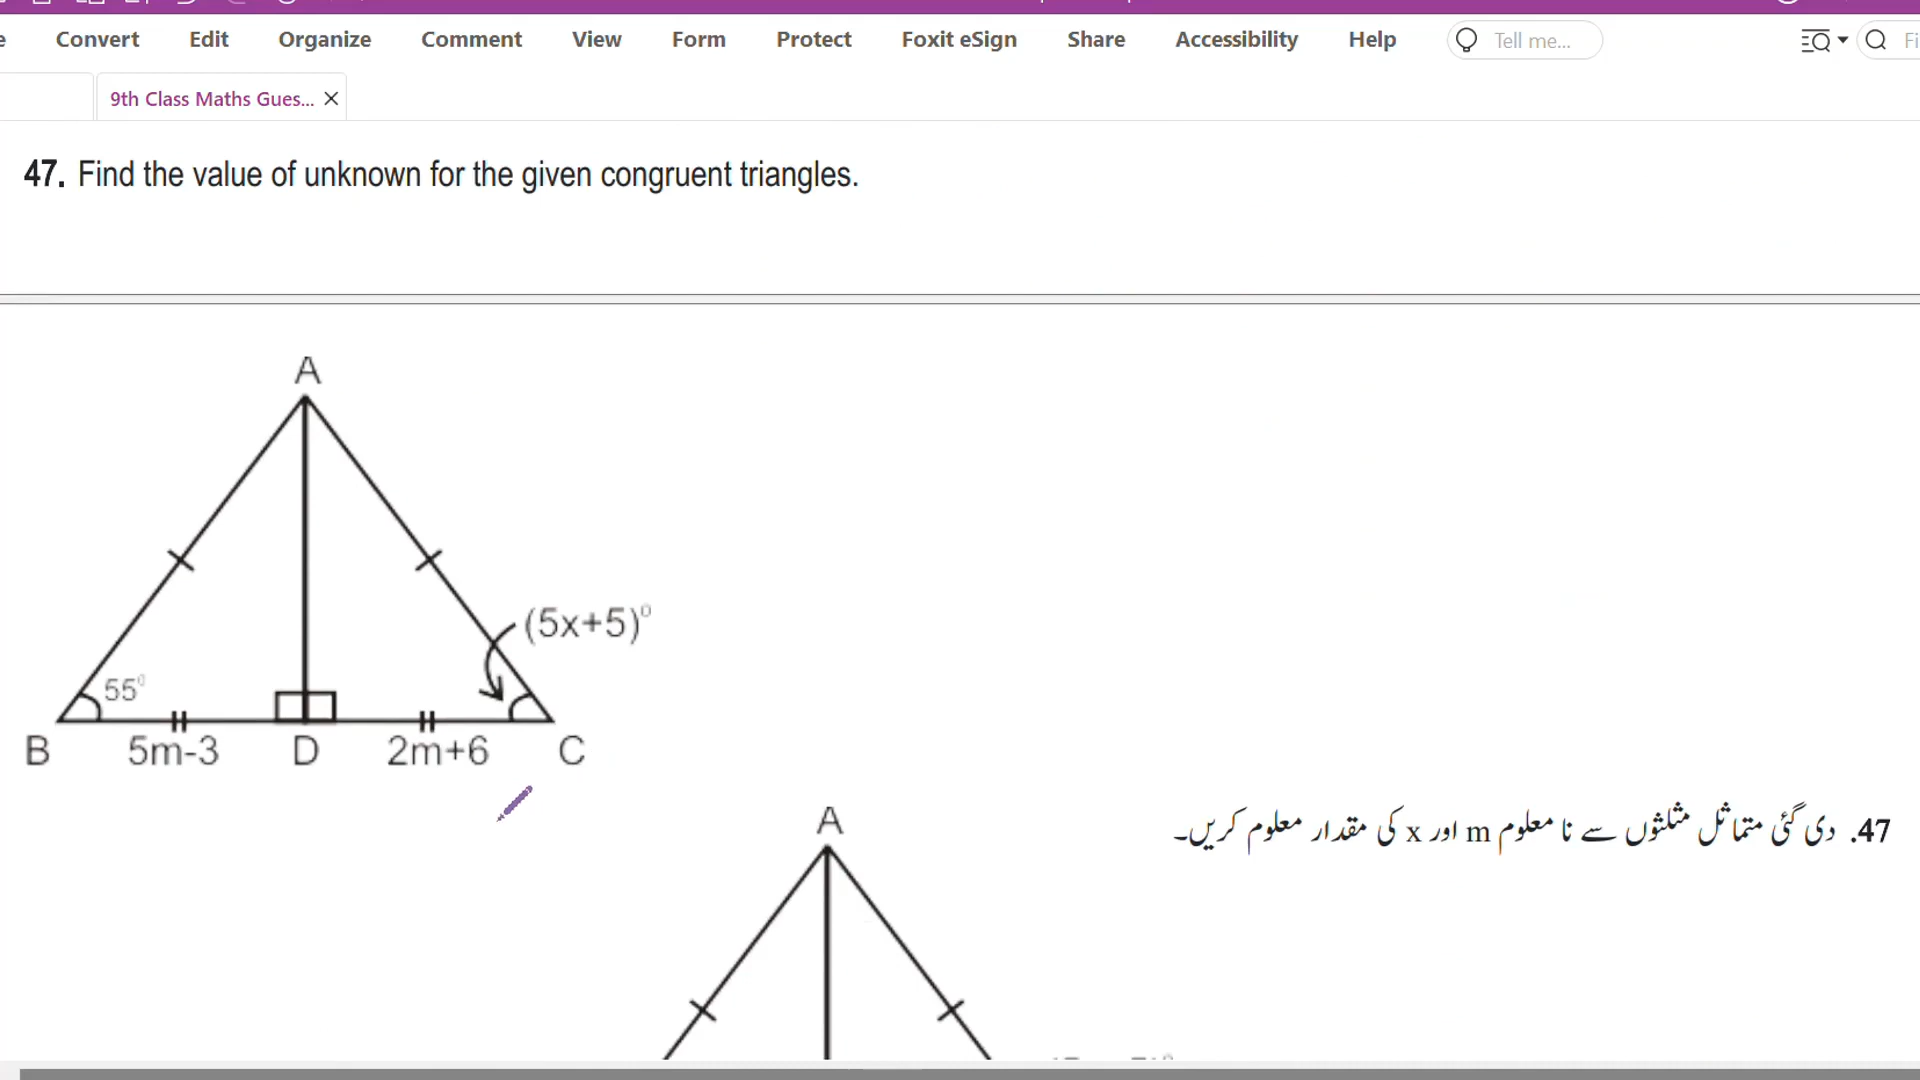 Convert Edit Organize Comment View Form Protect Foxit eSign Share Accessibility Help Tell me...
9th Class Maths Gues...
47. Find the value of unknown for the given congruent triangles.
A
(5x+5)⁰
55⁰
B 5m-3 D 2m+6 C
A
47. دی گئی متماثل مثلثوں سے نا معلوم m اور x کی مقدار معلوم کریں۔